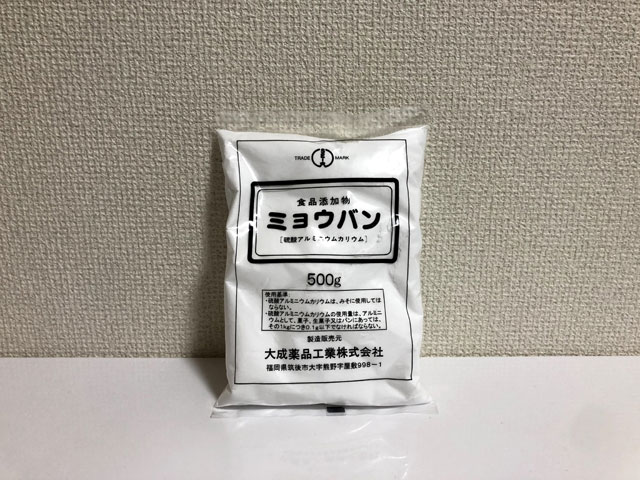 TRADE MARK
食品添加物
ミョウバン
[硫酸アルミニウムカリウム]
500g
使用基準:
・硫酸アルミニウムカリウムは、みそに使用しては
ならない。
・硫酸アルミニウムカリウムの使用量は、アルミニ
ウムとして、菓子、生菓子又はパンにあっては、
その1kgにつき0.1g以下でなければならない。
製造販売元
大成薬品工業株式会社
福岡県筑後市大字熊野字屋敷998−1